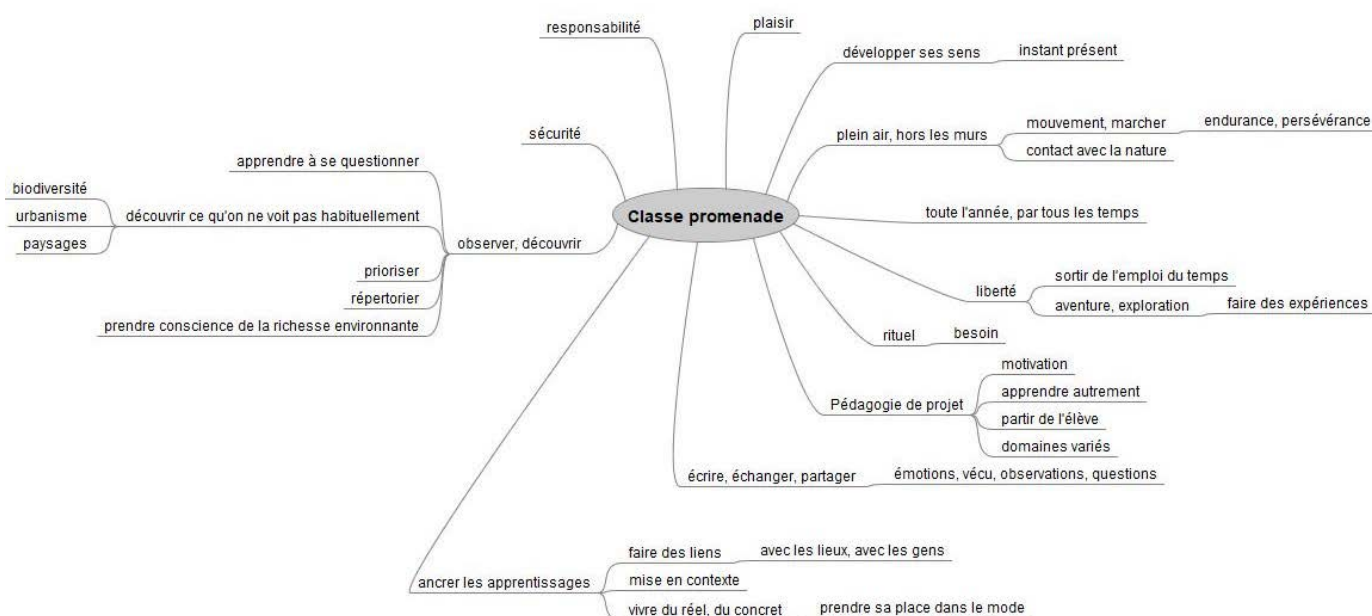 responsabilité
plaisir
développer ses sens
instant présent
plein air, hors les murs
mouvement, marcher
endurance, persévérance
contact avec la nature
sécurité
apprendre à se questionner
biodiversité
urbanisme
paysages
découvrir ce qu'on ne voit pas habituellement
observer, découvrir
prioriser
répertorier
prendre conscience de la richesse environnante
Classe promenade
toute l'année, par tous les temps
liberté
sortir de l'emploi du temps
aventure, exploration
faire des expériences
rituel
besoin
Pédagogie de projet
motivation
apprendre autrement
partir de l'élève
domaines variés
écrire, échanger, partager
émotions, vécu, observations, questions
ancrer les apprentissages
faire des liens
avec les lieux, avec les gens
mise en contexte
vivre du réel, du concret
prendre sa place dans le mode